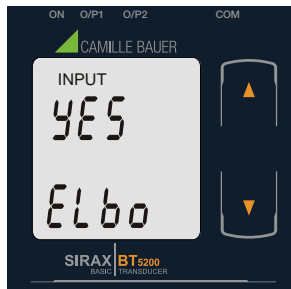 ON O/P1 O/P2 COM
CAMILLE BAUER
INPUT
YES
ELbo
SIRAX BT5200
BASIC TRANSDUCER